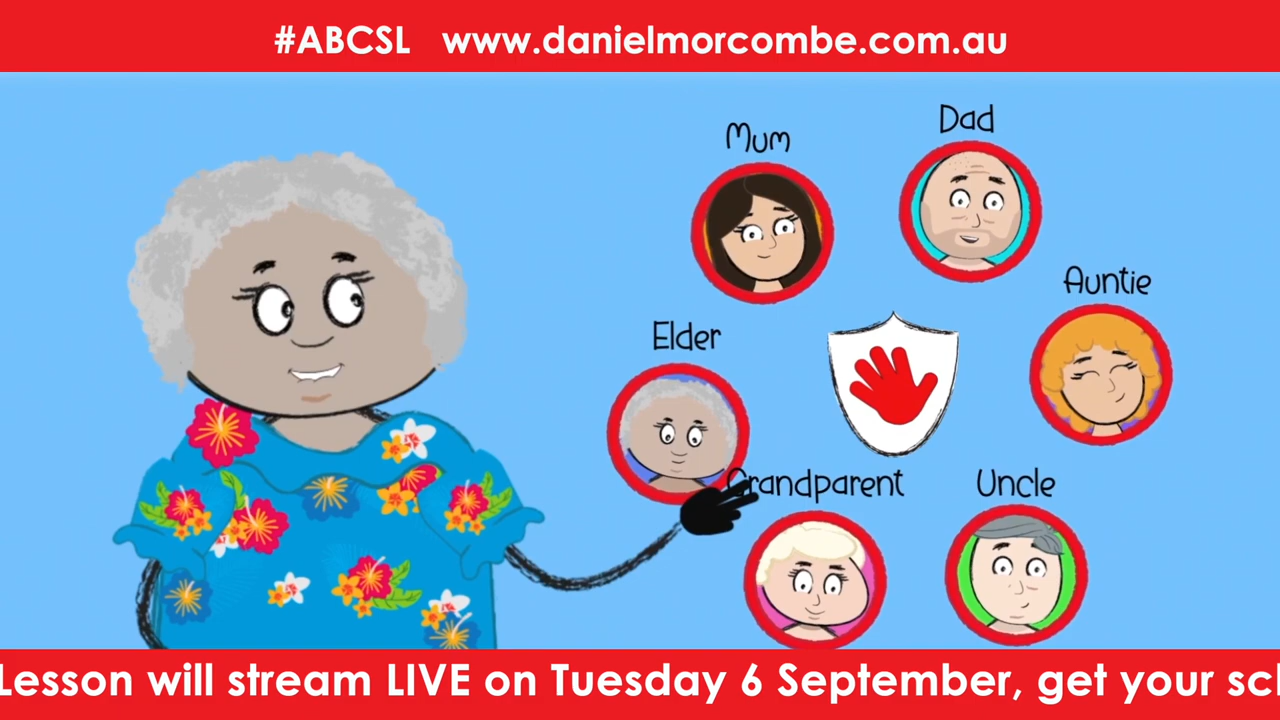 #ABCSL www.danielmorcombe.com.au
Mum
Dad
Auntie
Elder
Grandparent
Uncle
Lesson will stream LIVE on Tuesday 6 September, get your